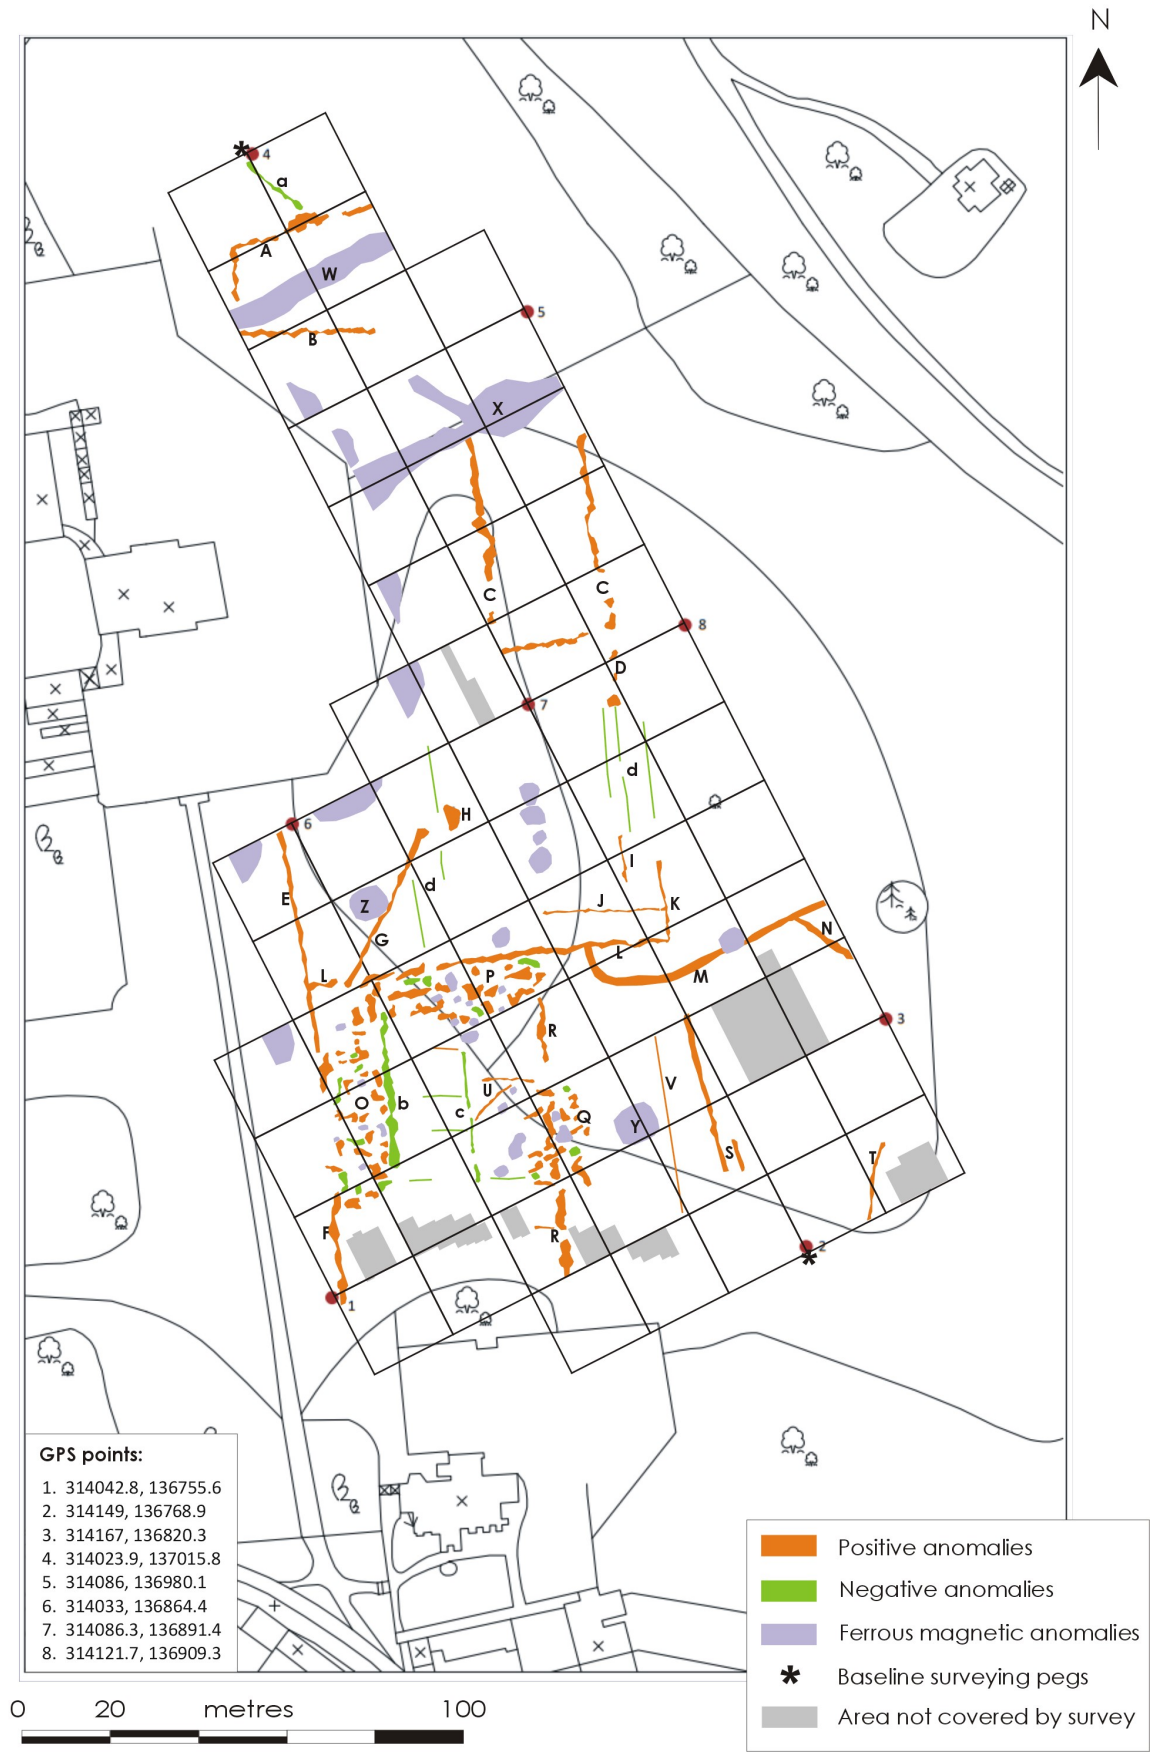 N
4
a
A
W
B
5
X
C
C
8
D
7
d
H
6
I
d
E
Z
J
K
G
N
L
L
P
M
3
R
V
O
b
U
c
Q
Y
S
T
F
R
2
1
GPS points:
1. 314042.8, 136755.6
2. 314149, 136768.9
3. 314167, 136820.3
4. 314023.9, 137015.8
5. 314086, 136980.1
6. 314033, 136864.4
7. 314086.3, 136891.4
8. 314121.7, 136909.3
Positive anomalies
Negative anomalies
Ferrous magnetic anomalies
* Baseline surveying pegs
Area not covered by survey
0 20 metres 100